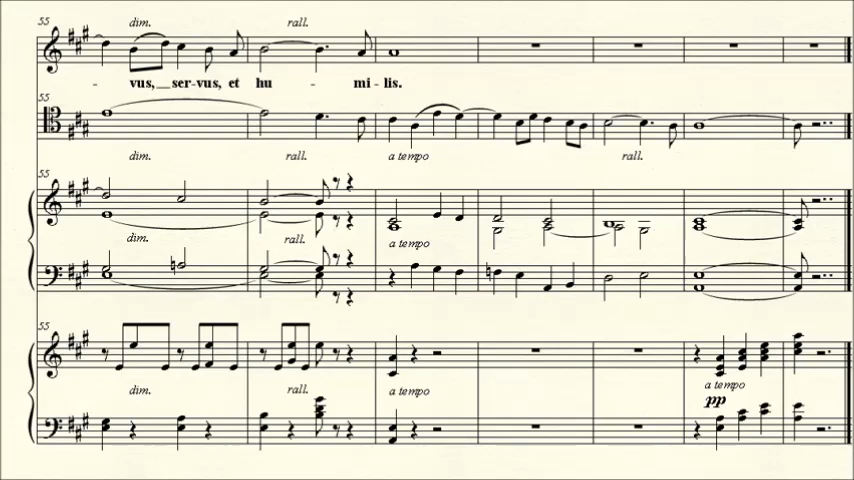 55 dim. rall.
- vus,__ ser-vus, et hu - mi - lis.
55
dim. rall. a tempo rall.
55
dim. rall. a tempo
55
dim. rall. a tempo a tempo
pp